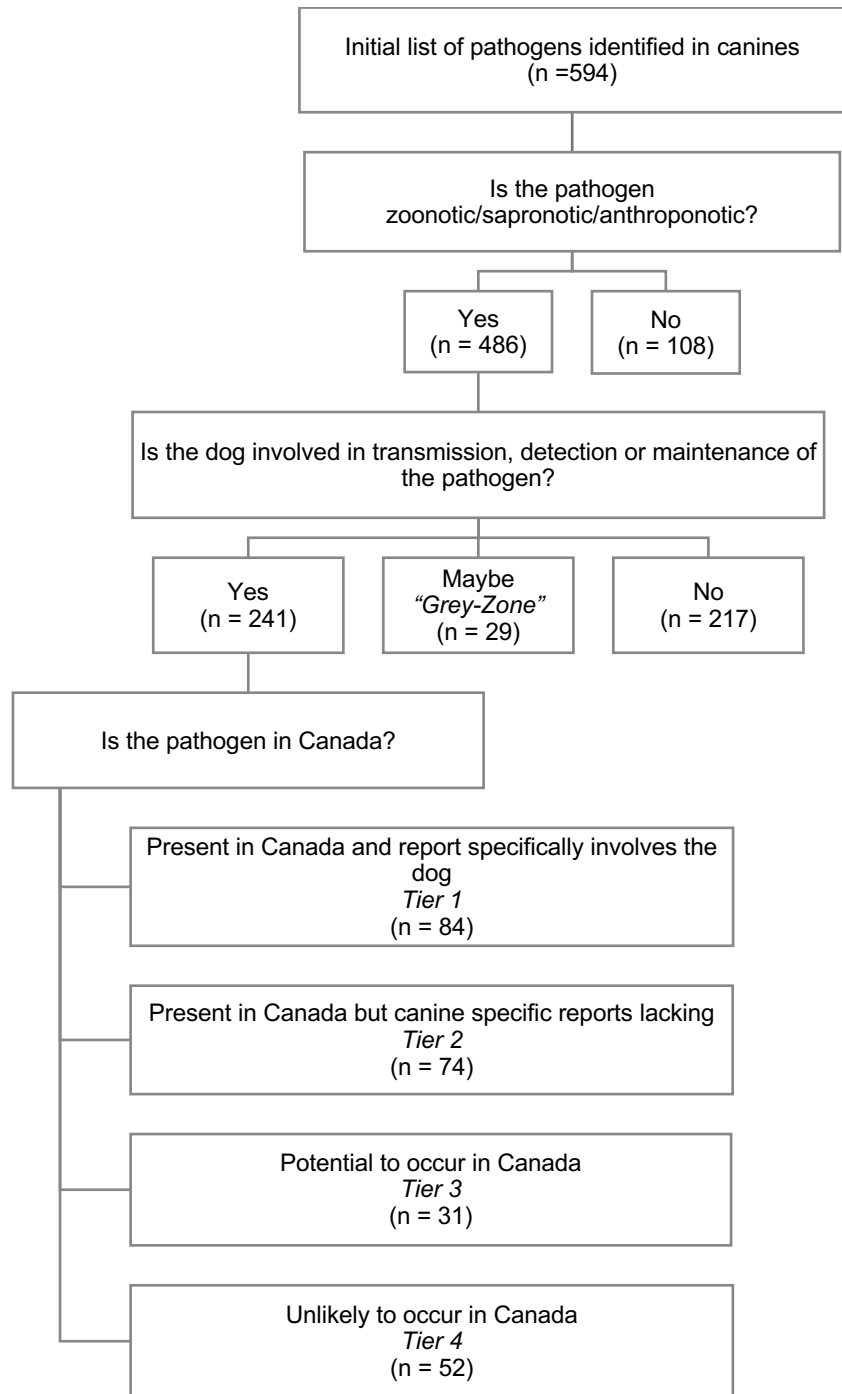 Initial list of pathogens identified in canines
(n =594)
Is the pathogen
zoonotic/sapronotic/anthroponotic?
Yes
(n = 486)
No
(n = 108)
Is the dog involved in transmission, detection or maintenance of
the pathogen?
Yes
(n = 241)
Maybe
“Grey-Zone”
(n = 29)
No
(n = 217)
Is the pathogen in Canada?
Present in Canada and report specifically involves the
dog
Tier 1
(n = 84)
Present in Canada but canine specific reports lacking
Tier 2
(n = 74)
Potential to occur in Canada
Tier 3
(n = 31)
Unlikely to occur in Canada
Tier 4
(n = 52)